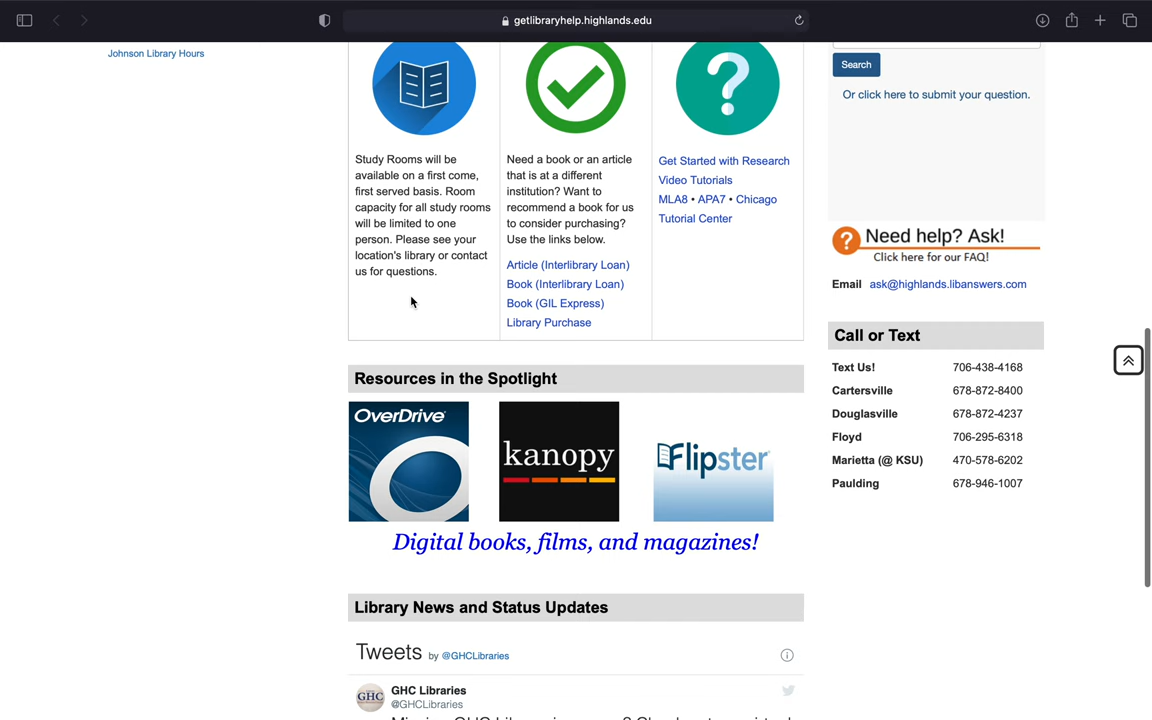 getlibraryhelp.highlands.edu
Johnson Library Hours
Study Rooms will be
available on a first come,
first served basis. Room
capacity for all study rooms
will be limited to one
person. Please see your
location's library or contact
us for questions.
Need a book or an article
that is at a different
institution? Want to
recommend a book for us
to consider purchasing?
Use the links below.
Article (Interlibrary Loan)
Book (Interlibrary Loan)
Book (GIL Express)
Library Purchase
?
Get Started with Research
Video Tutorials
MLA8 • APA7 • Chicago
Tutorial Center
Search
Or click here to submit your question.
? Need help? Ask!
Click here for our FAQ!
Email ask@highlands.libanswers.com
Call or Text
Text Us! 706-438-4168
Cartersville 678-872-8400
Douglasville 678-872-4237
Floyd 706-295-6318
Marietta (@ KSU) 470-578-6202
Paulding 678-946-1007
Resources in the Spotlight
OverDrive
kanopy
Flipster
Digital books, films, and magazines!
Library News and Status Updates
Tweets by @GHCLibraries
GHC
GHC Libraries
@GHCLibraries